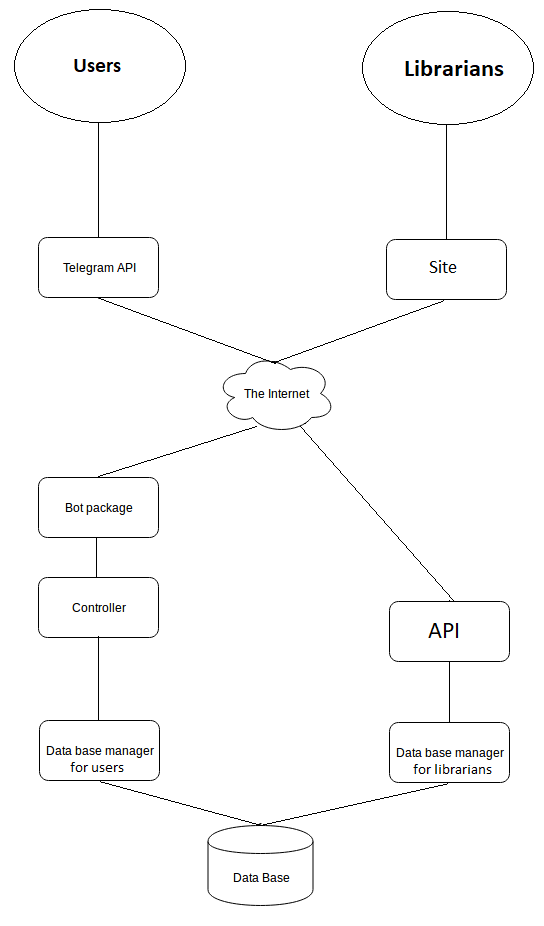 Users
Librarians
Telegram API
Site
The Internet
Bot package
Controller
API
Data base manager
for users
Data base manager
for librarians
Data Base